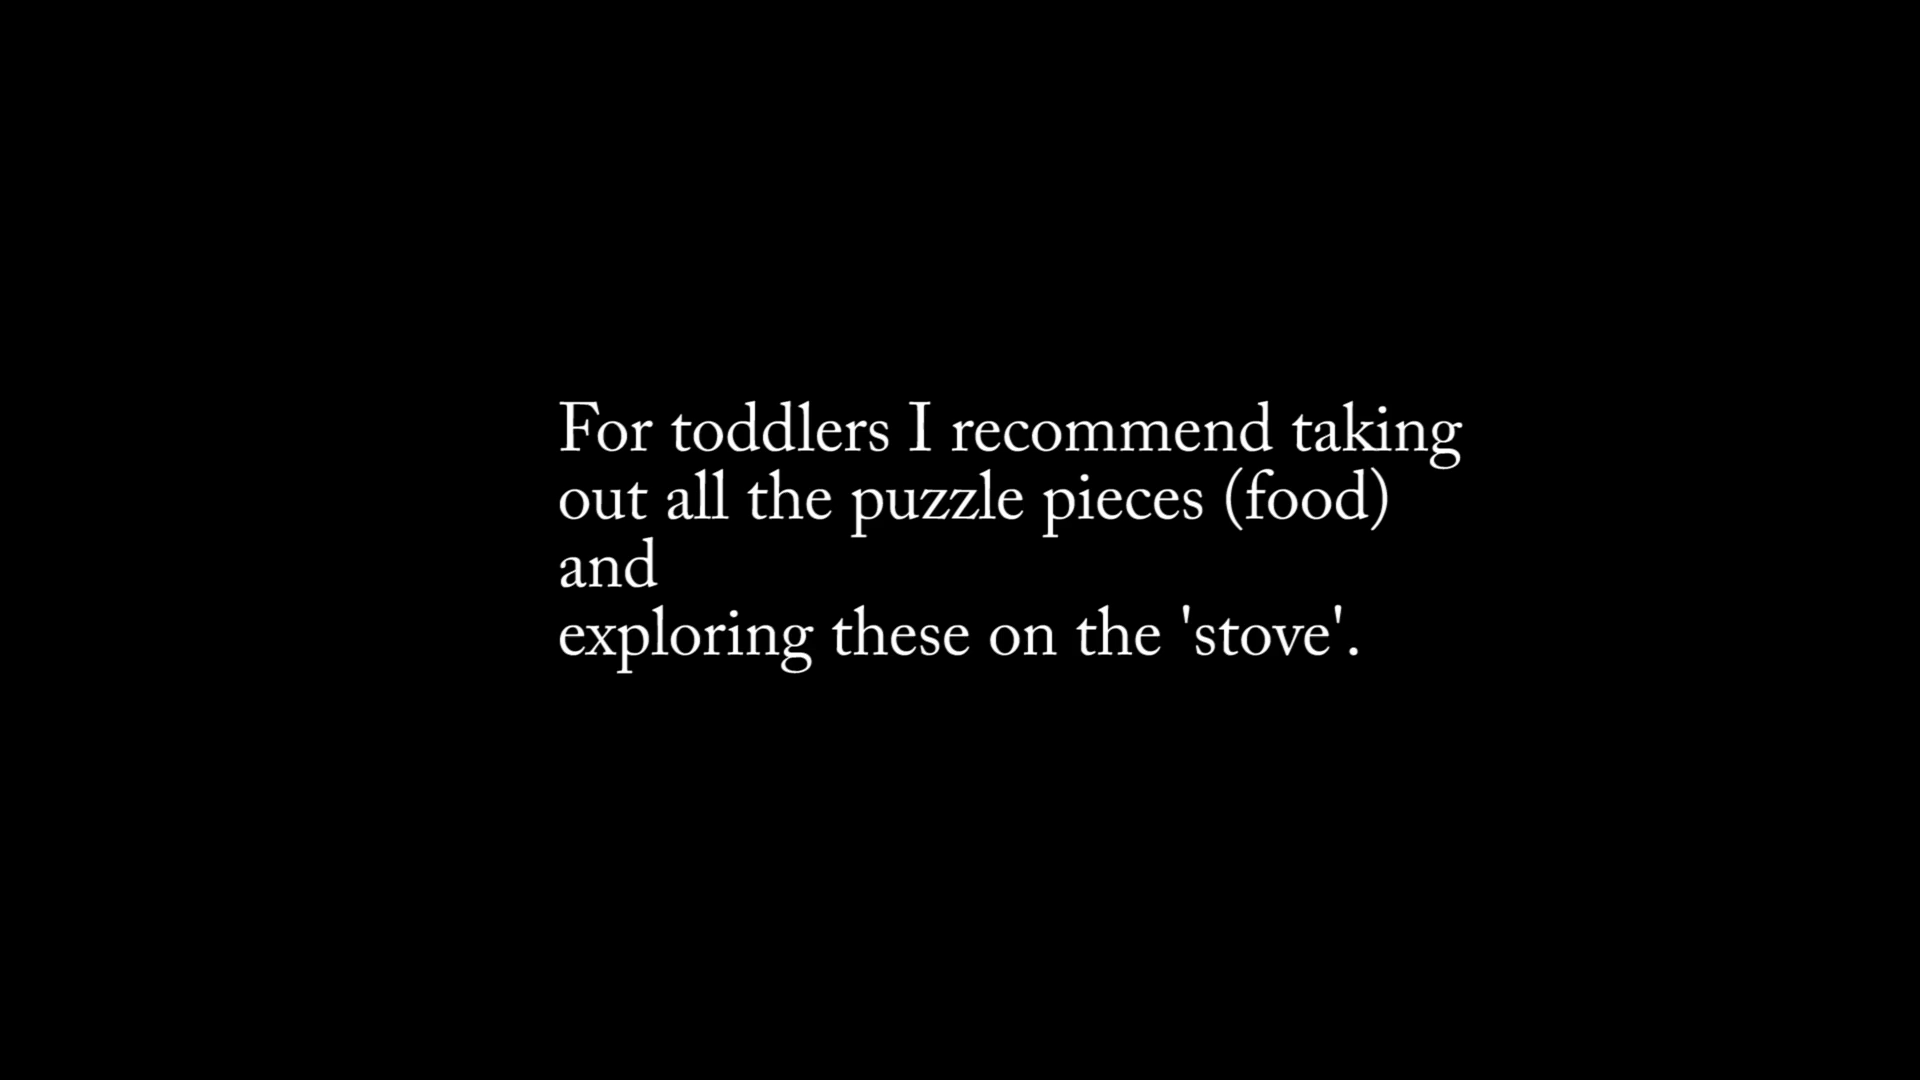 For toddlers I recommend taking
out all the puzzle pieces (food)
and
exploring these on the 'stove'.